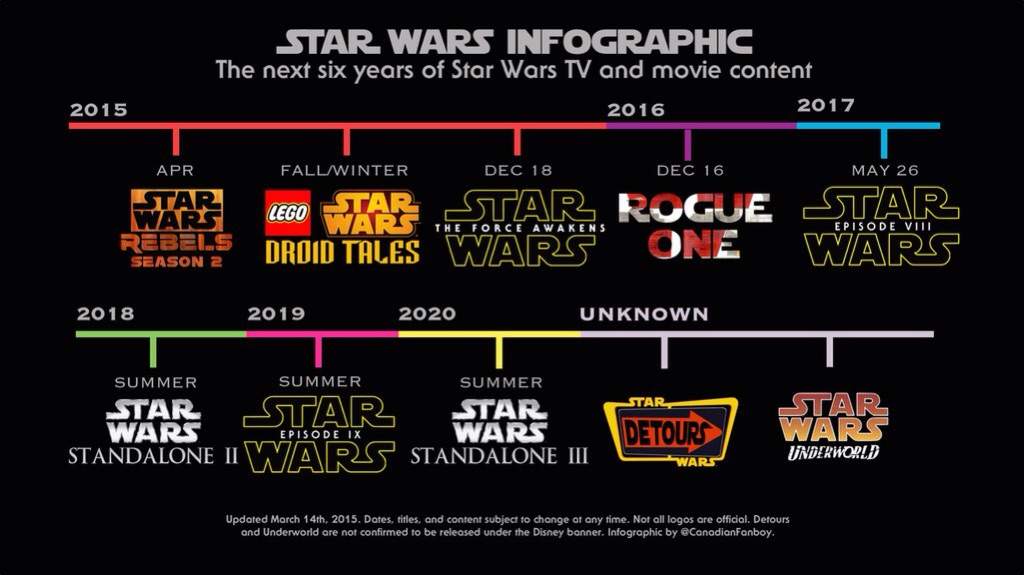 STAR WARS INFOGRAPHIC
The next six years of Star Wars TV and movie content
2015
2016
2017
APR
FALL/WINTER
DEC 18
DEC 16
MAY 26
STAR
WARS
REBELS
SEASON 2
LEGO
STAR
WARS
DROID TALES
STAR
THE FORCE AWAKENS
WARS
ROGUE
ONE
STAR
EPISODE VIII
WARS
2018
2019
2020
UNKNOWN
SUMMER
SUMMER
SUMMER
STAR
WARS
STANDALONE II
STAR
EPISODE IX
WARS
STAR
WARS
STANDALONE III
STAR
DETOURS
WARS
STAR
WARS
UNDERWORLD
Updated March 14th, 2015. Dates, titles, and content subject to change at any time. Not all logos are official. Detours
and Underworld are not confirmed to be released under the Disney banner. Infographic by @CanadianFanboy.